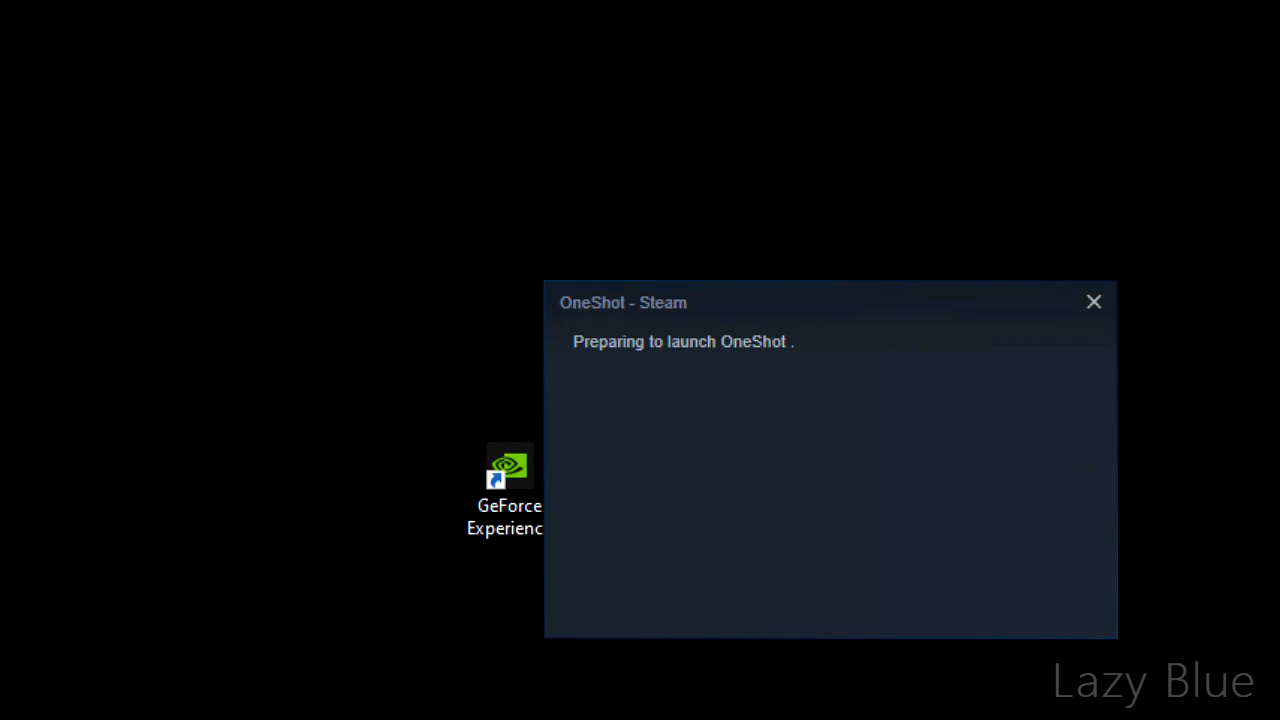 OneShot - Steam
Preparing to launch OneShot .
GeForce
Experienc
Lazy Blue